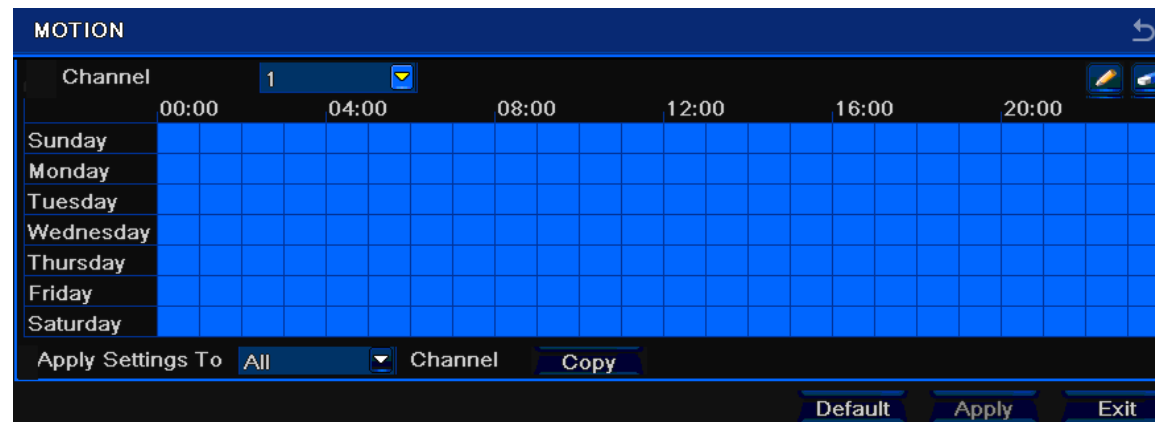 MOTION
Channel 1
00:00 04:00 08:00 12:00 16:00 20:00
Sunday
Monday
Tuesday
Wednesday
Thursday
Friday
Saturday
Apply Settings To All Channel Copy
Default Apply Exit